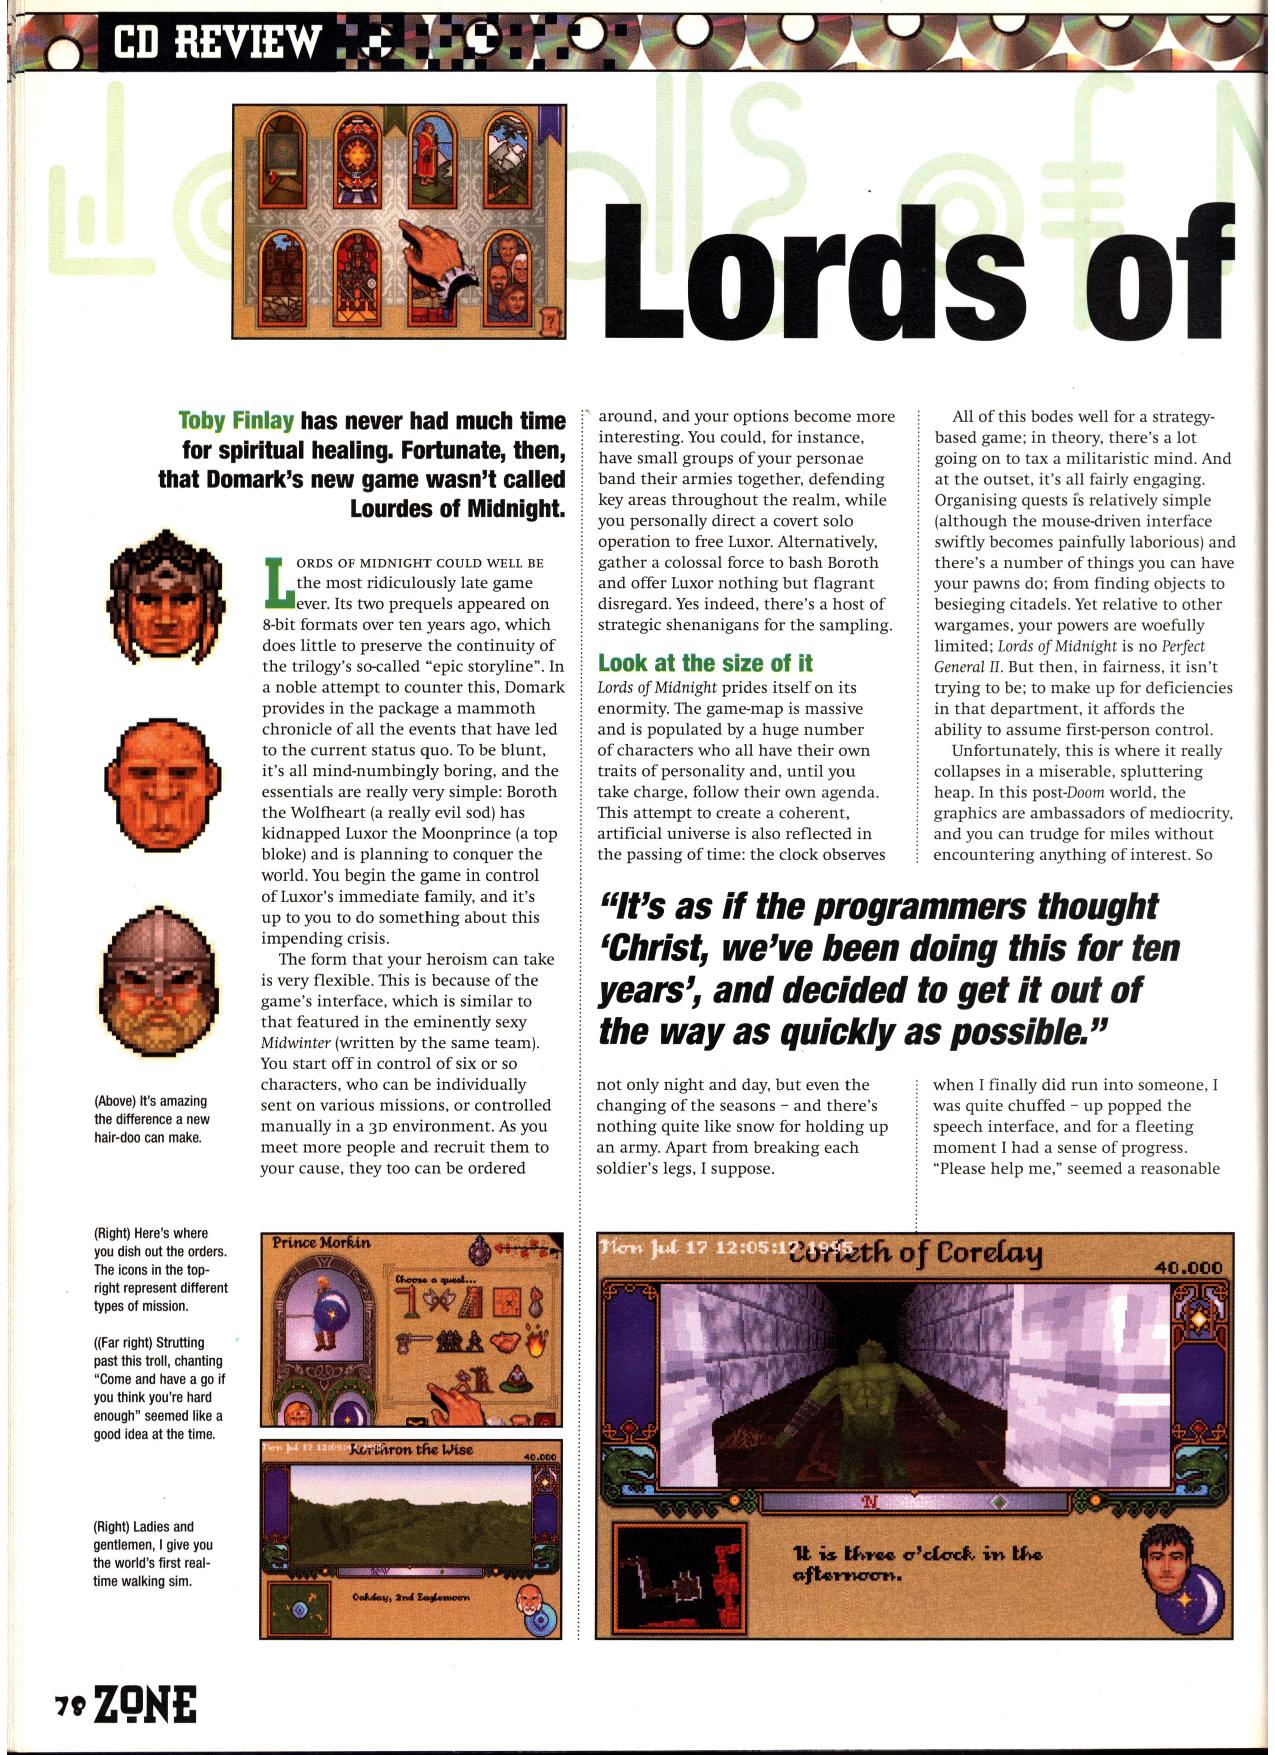 CD REVIEW
Lords of M
Lords of
Toby Finlay has never had much time
for spiritual healing. Fortunate, then,
that Domark's new game wasn't called
Lourdes of Midnight.
LORDS OF MIDNIGHT COULD WELL BE
the most ridiculously late game
ever. Its two prequels appeared on
8-bit formats over ten years ago, which
does little to preserve the continuity of
the trilogy's so-called “epic storyline”. In
a noble attempt to counter this, Domark
provides in the package a mammoth
chronicle of all the events that have led
to the current status quo. To be blunt,
it's all mind-numbingly boring, and the
essentials are really very simple: Boroth
the Wolfheart (a really evil sod) has
kidnapped Luxor the Moonprince (a top
bloke) and is planning to conquer the
world. You begin the game in control
of Luxor's immediate family, and it's
up to you to do something about this
impending crisis.
The form that your heroism can take
is very flexible. This is because of the
game's interface, which is similar to
that featured in the eminently sexy
Midwinter (written by the same team).
You start off in control of six or so
characters, who can be individually
sent on various missions, or controlled
manually in a 3D environment. As you
meet more people and recruit them to
your cause, they too can be ordered
around, and your options become more
interesting. You could, for instance,
have small groups of your personae
band their armies together, defending
key areas throughout the realm, while
you personally direct a covert solo
operation to free Luxor. Alternatively,
gather a colossal force to bash Boroth
and offer Luxor nothing but flagrant
disregard. Yes indeed, there's a host of
strategic shenanigans for the sampling.
Look at the size of it
Lords of Midnight prides itself on its
enormity. The game-map is massive
and is populated by a huge number
of characters who all have their own
traits of personality and, until you
take charge, follow their own agenda.
This attempt to create a coherent,
artificial universe is also reflected in
the passing of time: the clock observes
not only night and day, but even the
changing of the seasons – and there's
nothing quite like snow for holding up
an army. Apart from breaking each
soldier's legs, I suppose.
All of this bodes well for a strategy-
based game; in theory, there's a lot
going on to tax a militaristic mind. And
at the outset, it's all fairly engaging.
Organising quests is relatively simple
(although the mouse-driven interface
swiftly becomes painfully laborious) and
there's a number of things you can have
your pawns do; from finding objects to
besieging citadels. Yet relative to other
wargames, your powers are woefully
limited; Lords of Midnight is no Perfect
General II. But then, in fairness, it isn't
trying to be; to make up for deficiencies
in that department, it affords the
ability to assume first-person control.
Unfortunately, this is where it really
collapses in a miserable, spluttering
heap. In this post-Doom world, the
graphics are ambassadors of mediocrity,
and you can trudge for miles without
encountering anything of interest. So
when I finally did run into someone, I
was quite chuffed – up popped the
speech interface, and for a fleeting
moment I had a sense of progress.
“Please help me,” seemed a reasonable
“It's as if the programmers thought
‘Christ, we've been doing this for ten
years’, and decided to get it out of
the way as quickly as possible.”
(Above) It's amazing
the difference a new
hair-doo can make.
(Right) Here's where
you dish out the orders.
The icons in the top-
right represent different
types of mission.
((Far right) Strutting
past this troll, chanting
“Come and have a go if
you think you're hard
enough” seemed like a
good idea at the time.
(Right) Ladies and
gentlemen, I give you
the world's first real-
time walking sim.
Prince Morkin
Choose a quest...
Korthron the Wise
40.000
Oakday, 2nd Eaglemoon
Mon Jul 17 12:05:17 1995
Corieth of Corelay
40.000
N
It is three o'clock in the
afternoon.
?
78 ZONE